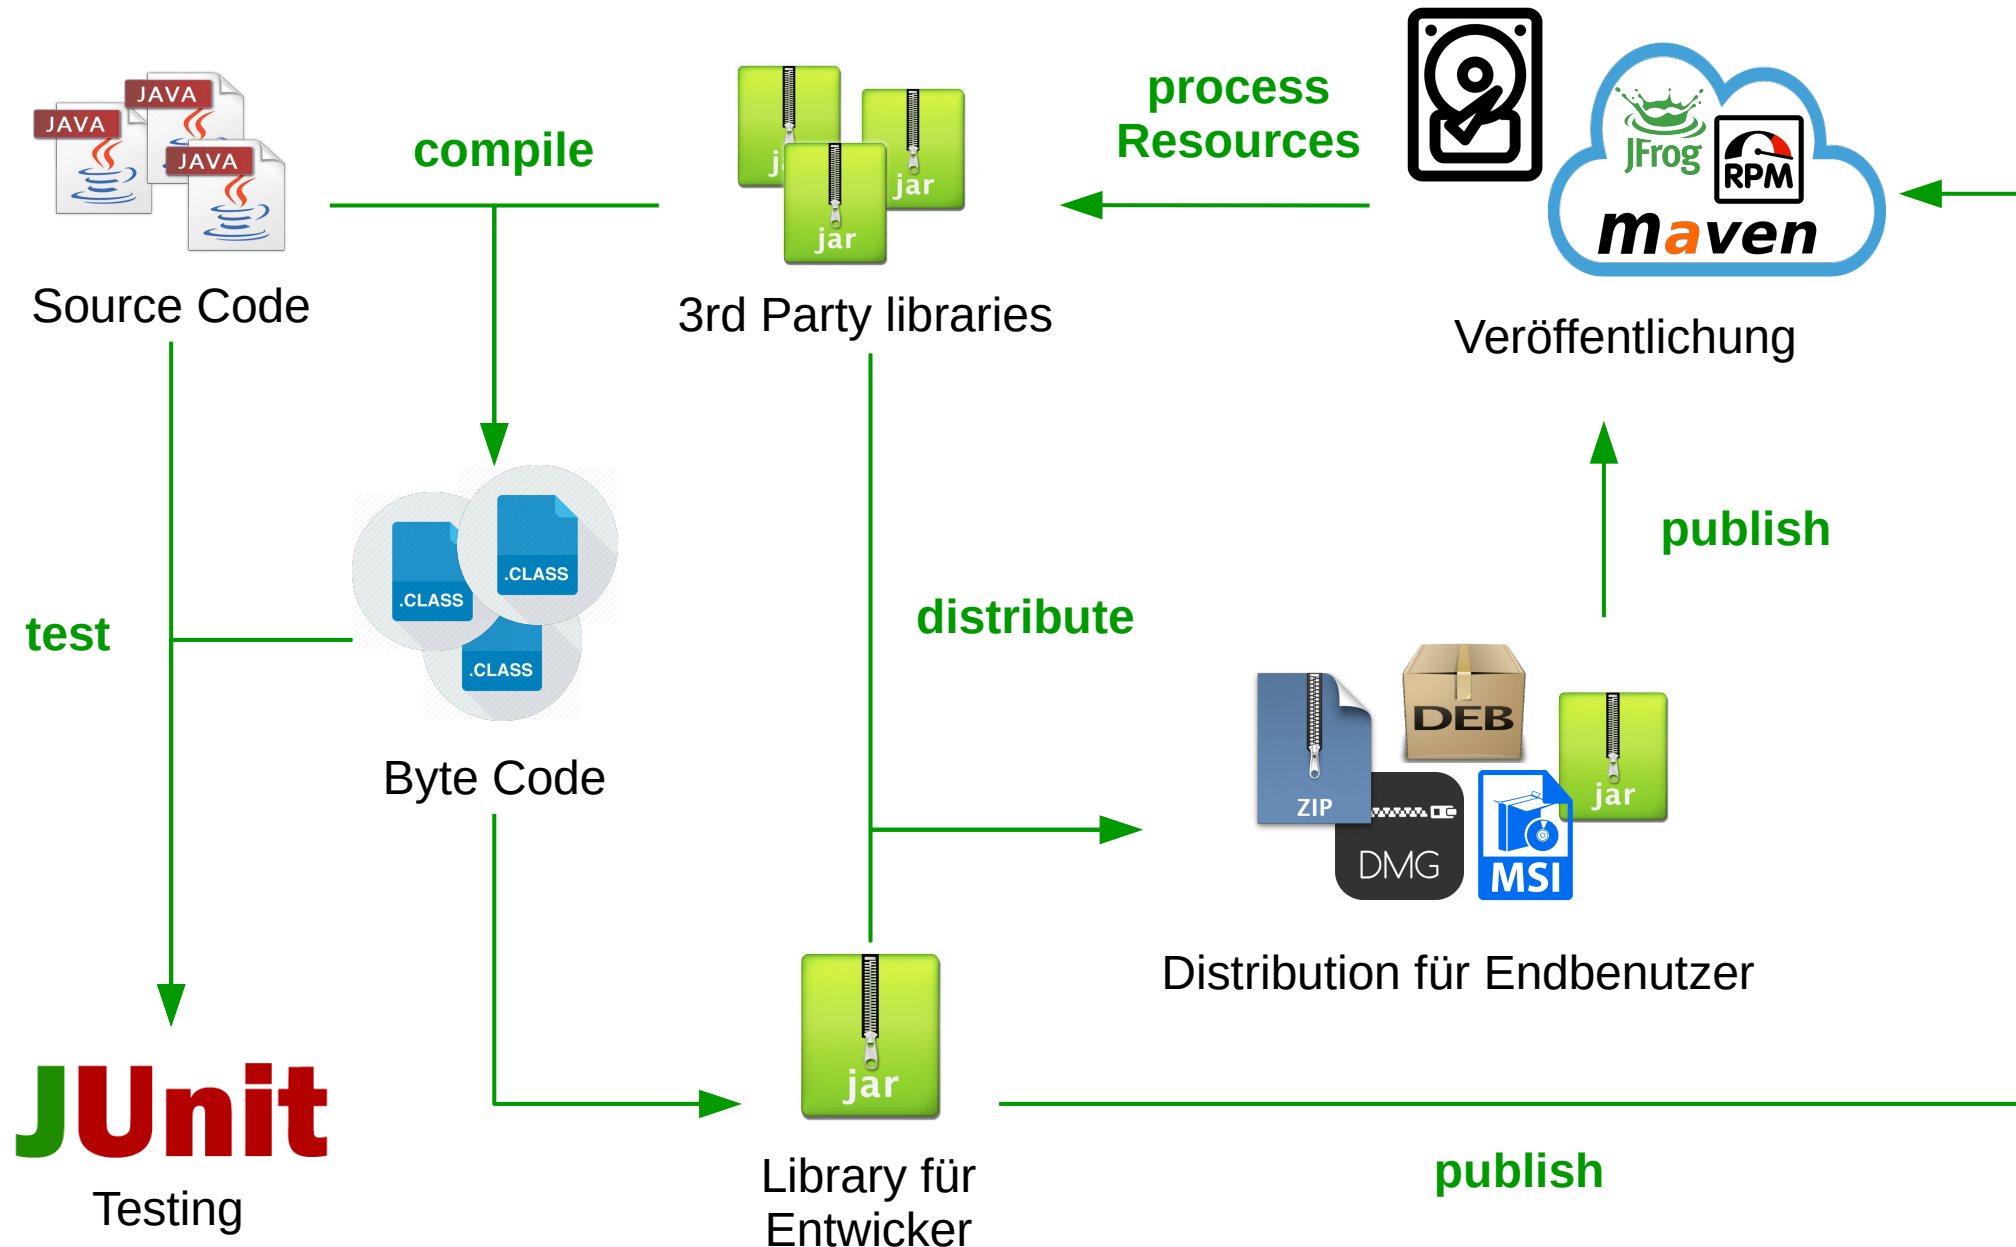 JAVA
JAVA
JAVA
compile
jar
jar
process
Resources
JFrog
RPM
maven
Source Code
3rd Party libraries
Veröffentlichung
.CLASS
.CLASS
.CLASS
publish
test
distribute
Byte Code
DEB
ZIP
jar
DMG
MSI
Distribution für Endbenutzer
jar
JUnit
Testing
Library für
Entwicker
publish